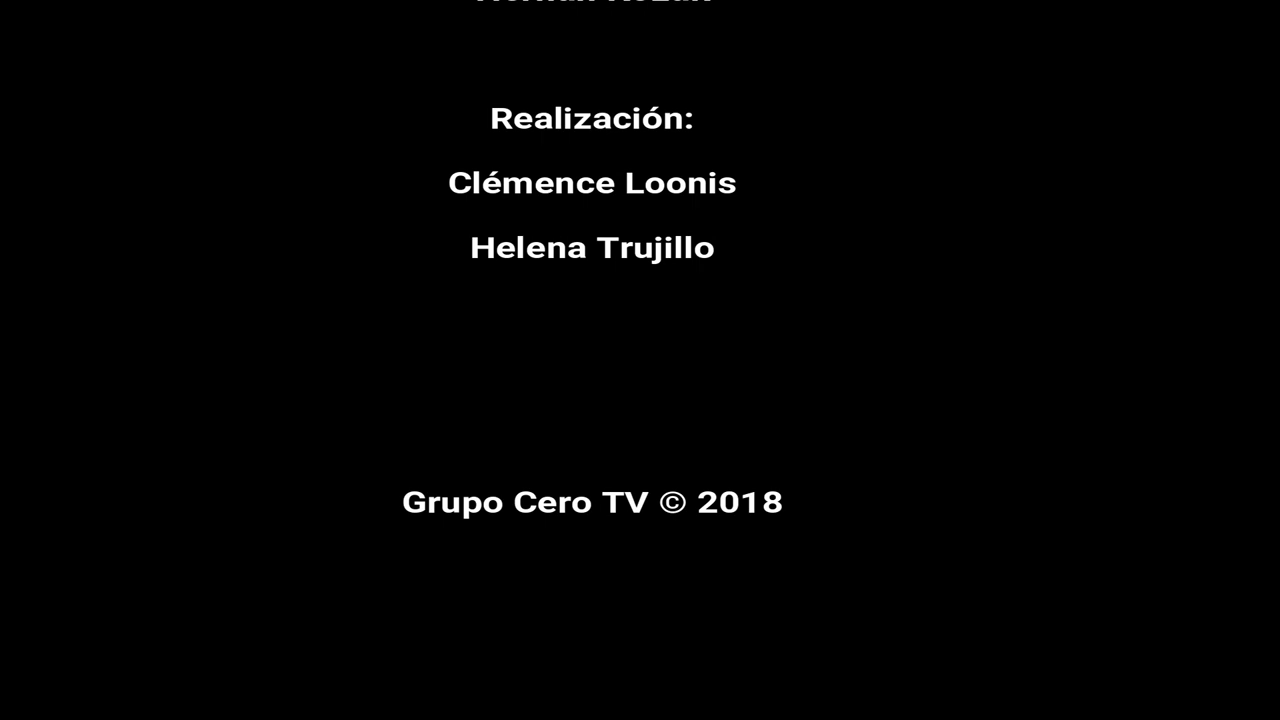 Realización:
Clémence Loonis
Helena Trujillo
Grupo Cero TV © 2018